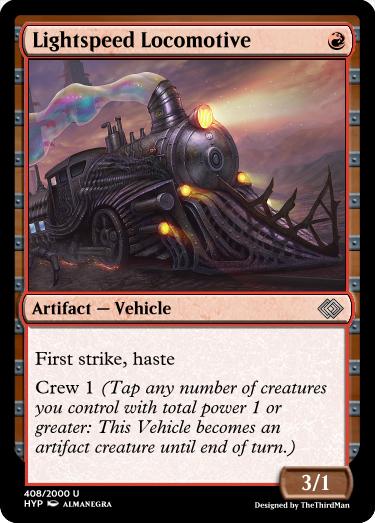 Lightspeed Locomotive
Artifact — Vehicle
First strike, haste
Crew 1 (Tap any number of creatures
you control with total power 1 or
greater: This Vehicle becomes an
artifact creature until end of turn.)
3/1
408/2000 U
HYP ALMANEGRA
Designed by TheThirdMan